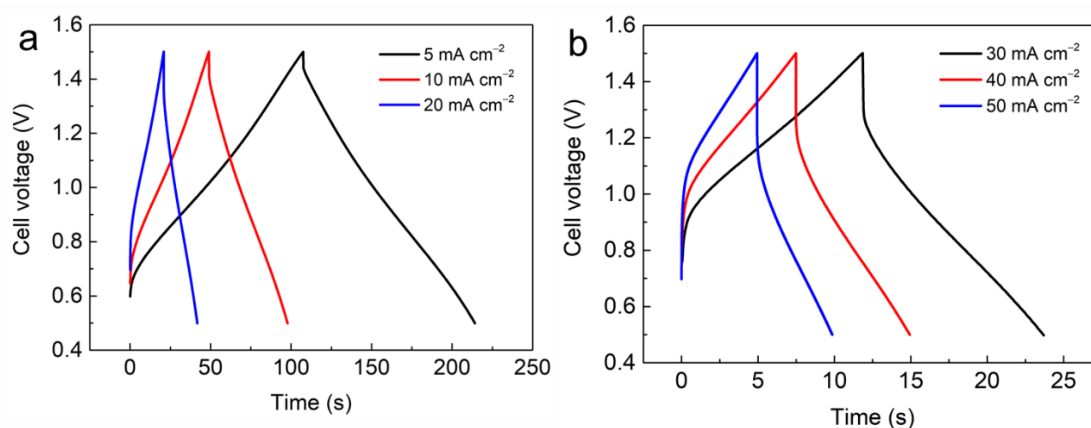 a
1.6
1.4
1.2
1.0
0.8
0.6
0.4
Cell voltage (V)
5 mA cm⁻²
10 mA cm⁻²
20 mA cm⁻²
0 50 100 150 200 250
Time (s)
b
1.6
1.4
1.2
1.0
0.8
0.6
0.4
Cell voltage (V)
30 mA cm⁻²
40 mA cm⁻²
50 mA cm⁻²
0 5 10 15 20 25
Time (s)